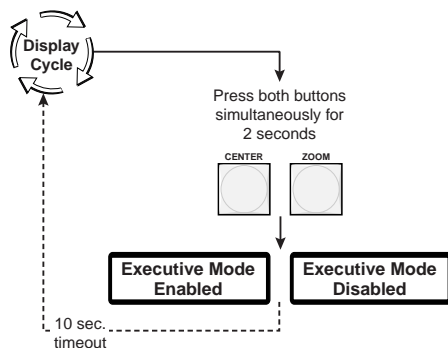 Display
Cycle
Press both buttons
simultaneously for
2 seconds
CENTER ZOOM
Executive Mode
Enabled
Executive Mode
Disabled
10 sec.
timeout